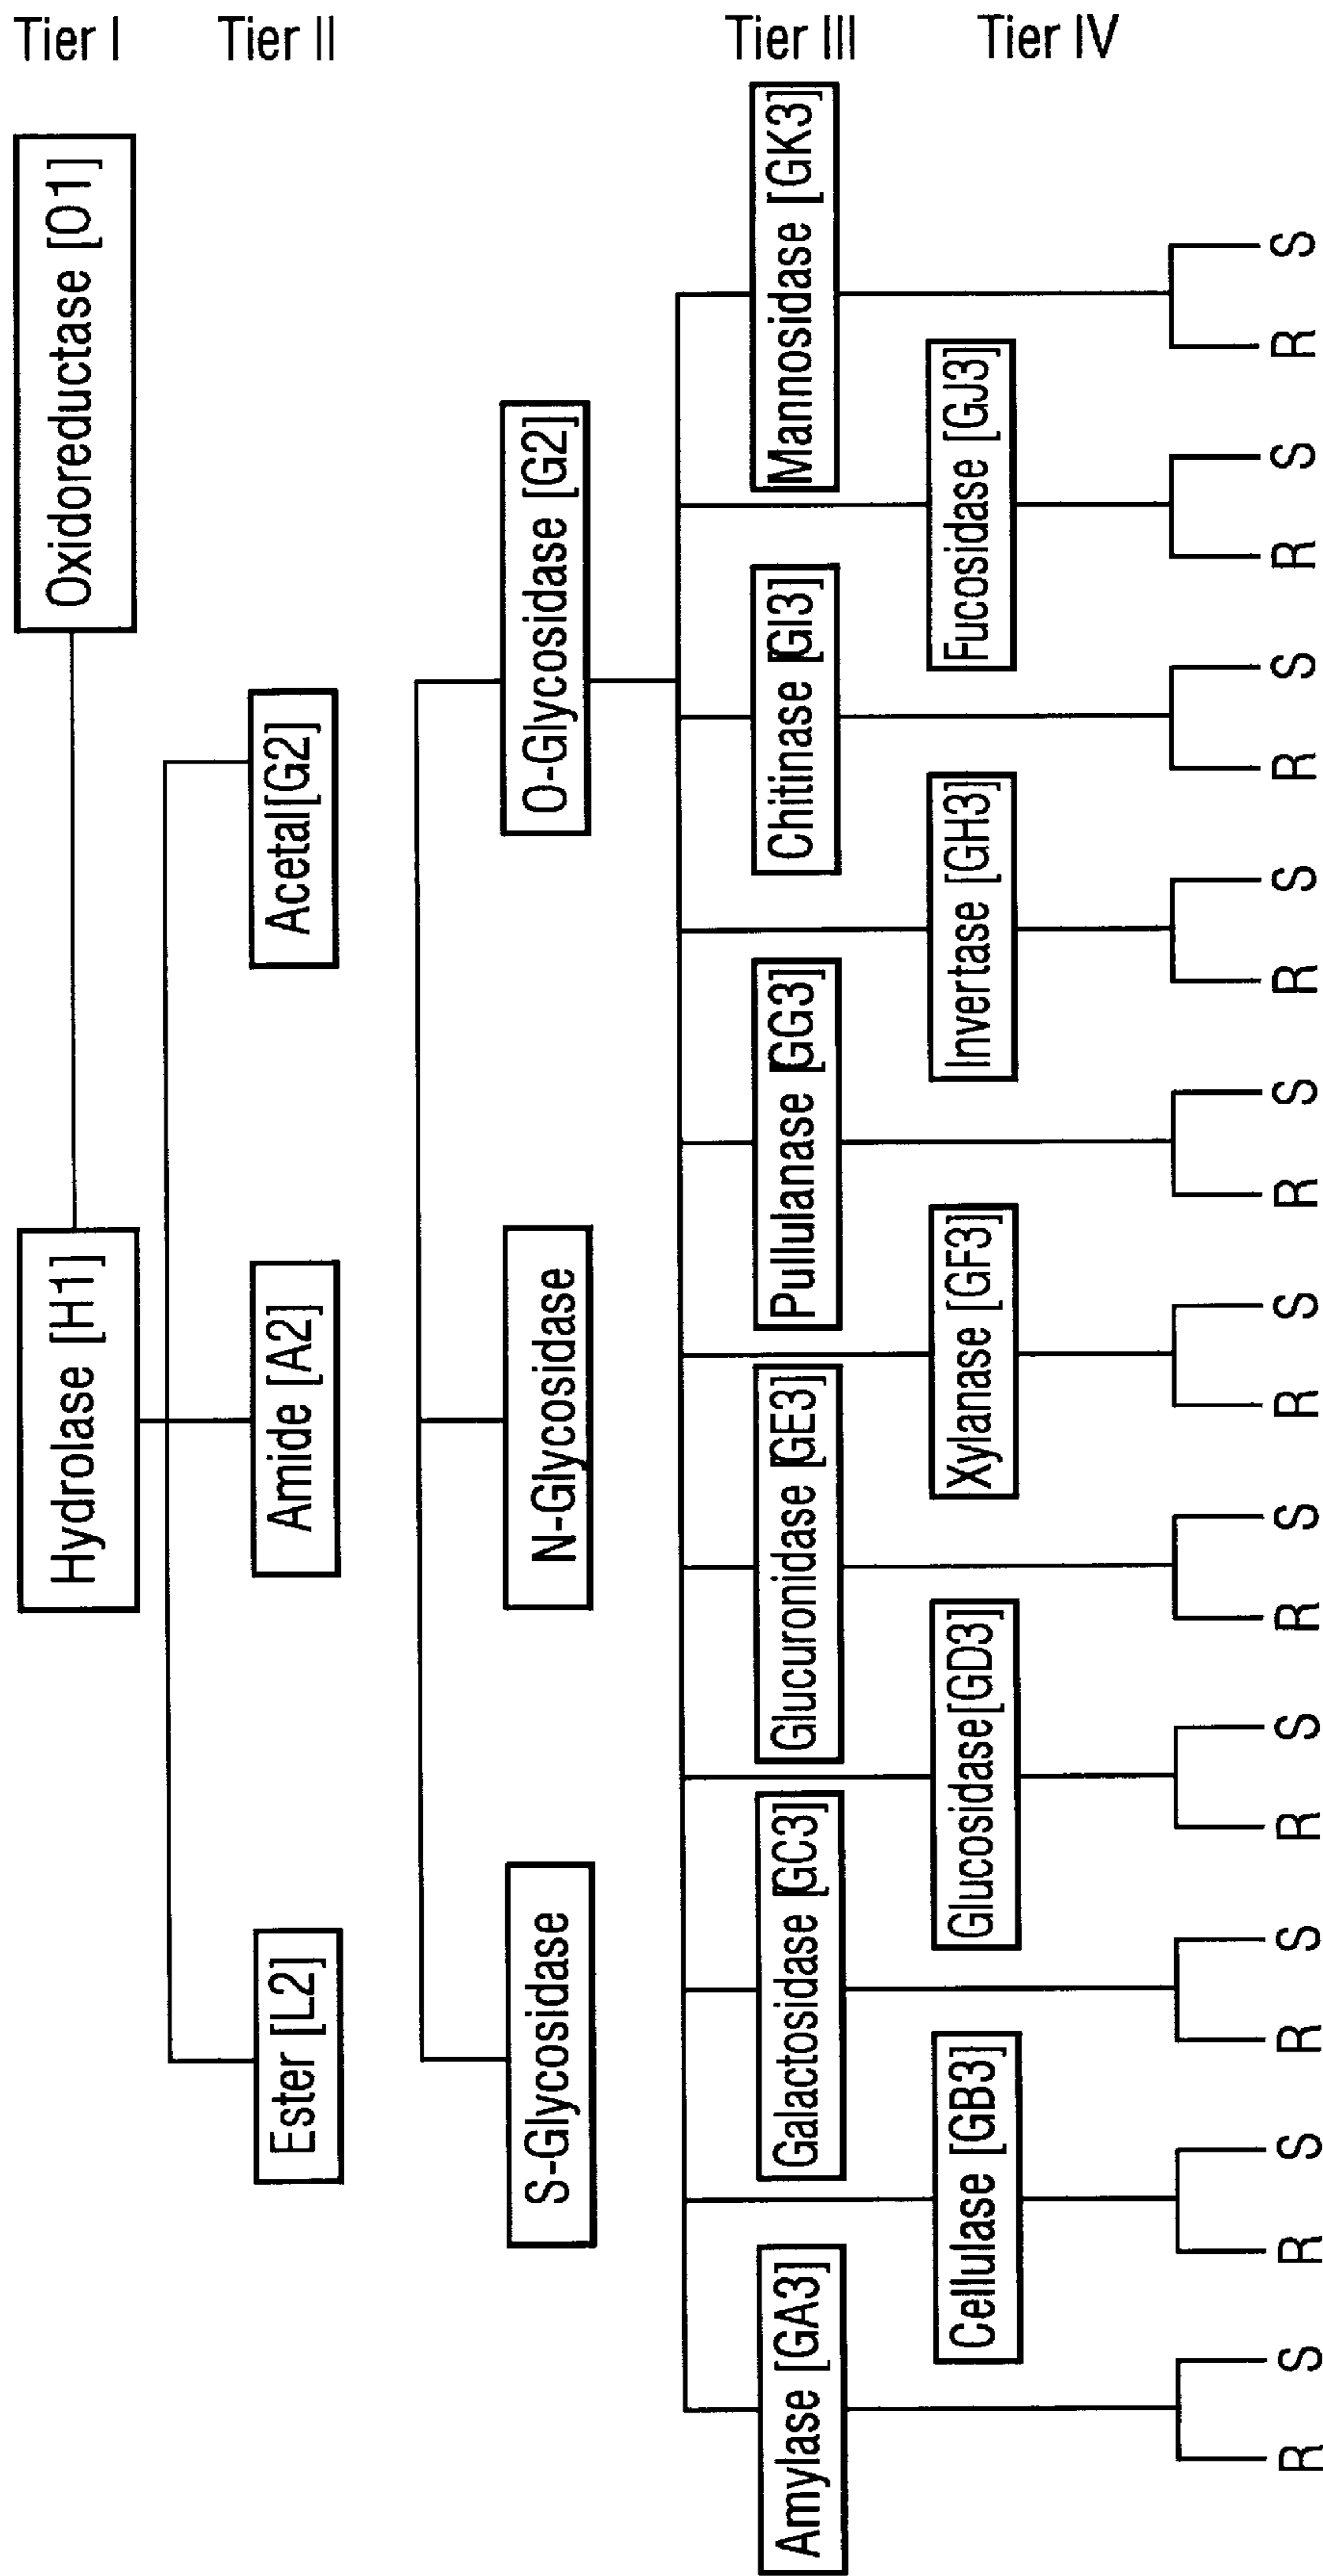 Tier I
Hydrolase [H1]
Oxidoreductase [O1]
Tier II
Ester [L2]
Amide [A2]
Acetal[G2]
S-Glycosidase
N-Glycosidase
O-Glycosidase [G2]
Tier III
Amylase [GA3]
Galactosidase [GC3]
Glucuronidase [GE3]
Pullulanase [GG3]
Chitinase [GI3]
Mannosidase [GK3]
Cellulase [GB3]
Glucosidase[GD3]
Xylanase [GF3]
Invertase [GH3]
Fucosidase [GJ3]
Tier IV
R S R S R S R S R S R S R S R S R S R S R S